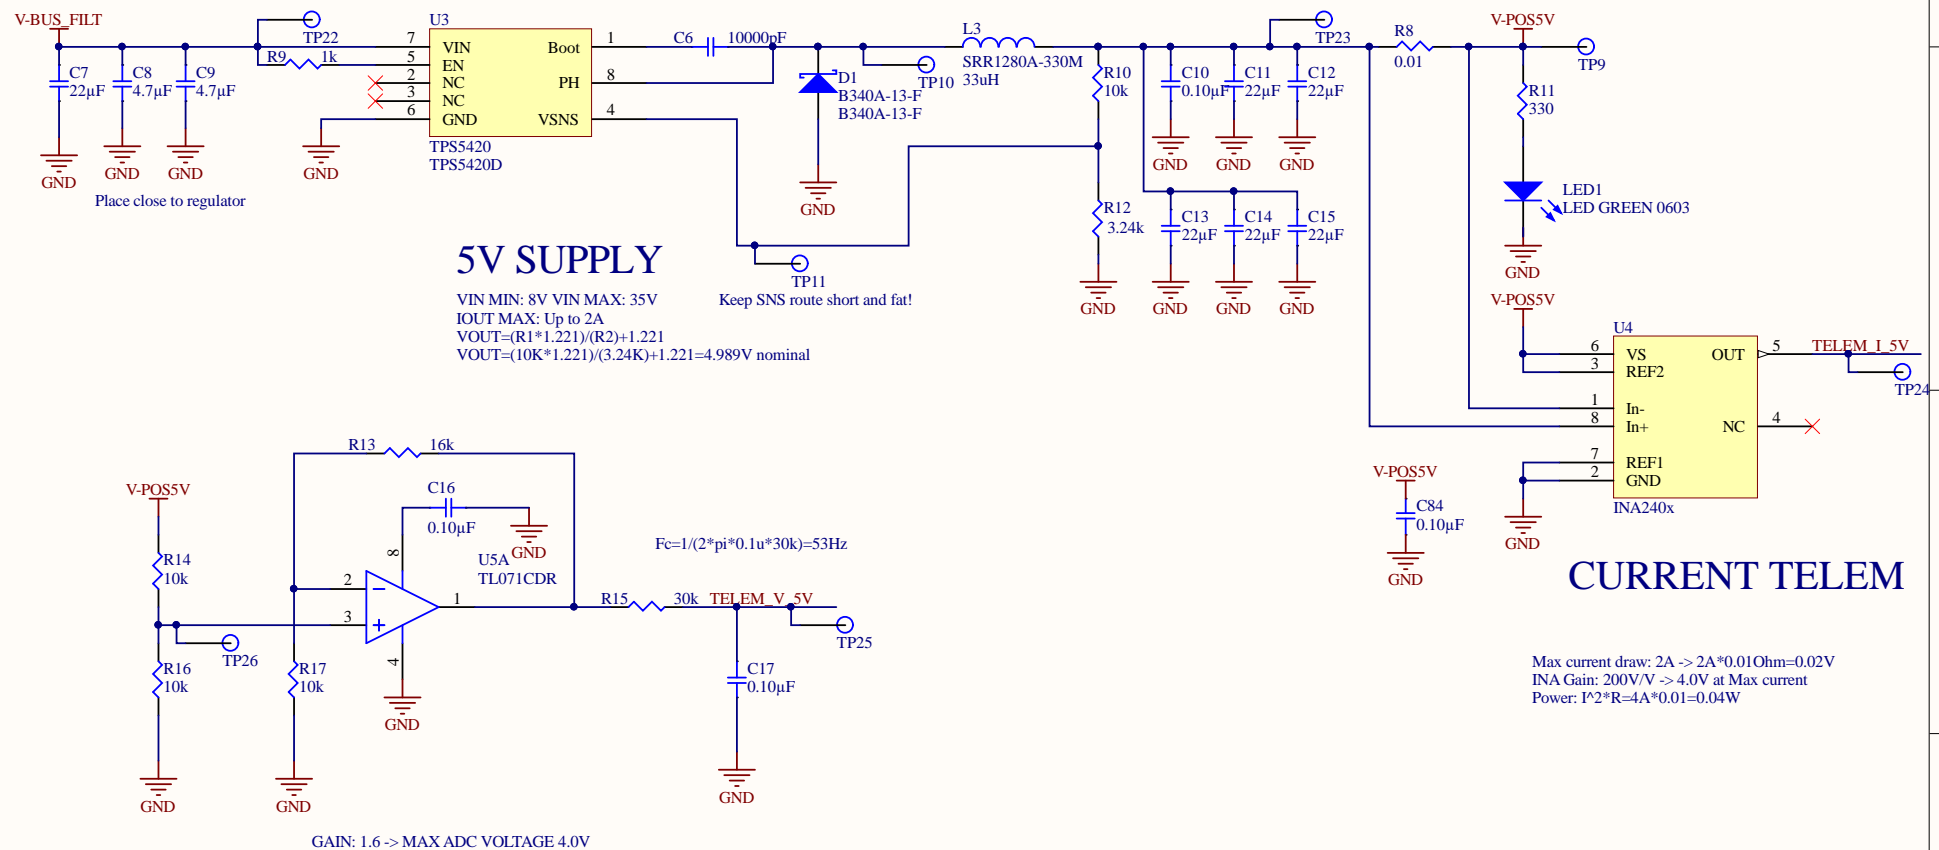 V-BUS_FILT
TP22
R9 1k
C7
22µF
C8
4.7µF
C9
4.7µF
GND
GND
GND
GND
Place close to regulator
U3
7 VIN
5 EN
2 NC
3 NC
6 GND
Boot 1
PH 8
VSNS 4
TPS5420
TPS5420D
C6 10000pF
D1
B340A-13-F
B340A-13-F
GND
TP10
L3
SRR1280A-330M
33uH
R10
10k
R12
3.24k
GND
C10
0.10µF
C11
22µF
C12
22µF
GND
GND
GND
C13
22µF
C14
22µF
C15
22µF
GND
GND
GND
TP23
R8
0.01
V-POS5V
TP9
R11
330
LED1
LED GREEN 0603
GND
TP11
Keep SNS route short and fat!
5V SUPPLY
VIN MIN: 8V VIN MAX: 35V
IOUT MAX: Up to 2A
VOUT=(R1*1.221)/(R2)+1.221
VOUT=(10K*1.221)/(3.24K)+1.221=4.989V nominal
V-POS5V
U4
6 VS
3 REF2
1 In-
8 In+
7 REF1
2 GND
OUT 5
NC 4
INA240x
TELEM_I_5V
TP24
GND
V-POS5V
C84
0.10µF
GND
CURRENT TELEM
Max current draw: 2A -> 2A*0.01Ohm=0.02V
INA Gain: 200V/V -> 4.0V at Max current
Power: I^2*R=4A*0.01=0.04W
R13 16k
V-POS5V
R14
10k
R16
10k
GND
TP26
R17
10k
GND
C16
0.10µF
GND
U5A
TL071CDR
8
2
3
1
4
GND
Fc=1/(2*pi*0.1u*30k)=53Hz
R15 30k
TELEM_V_5V
TP25
C17
0.10µF
GND
GAIN: 1.6 -> MAX ADC VOLTAGE 4.0V